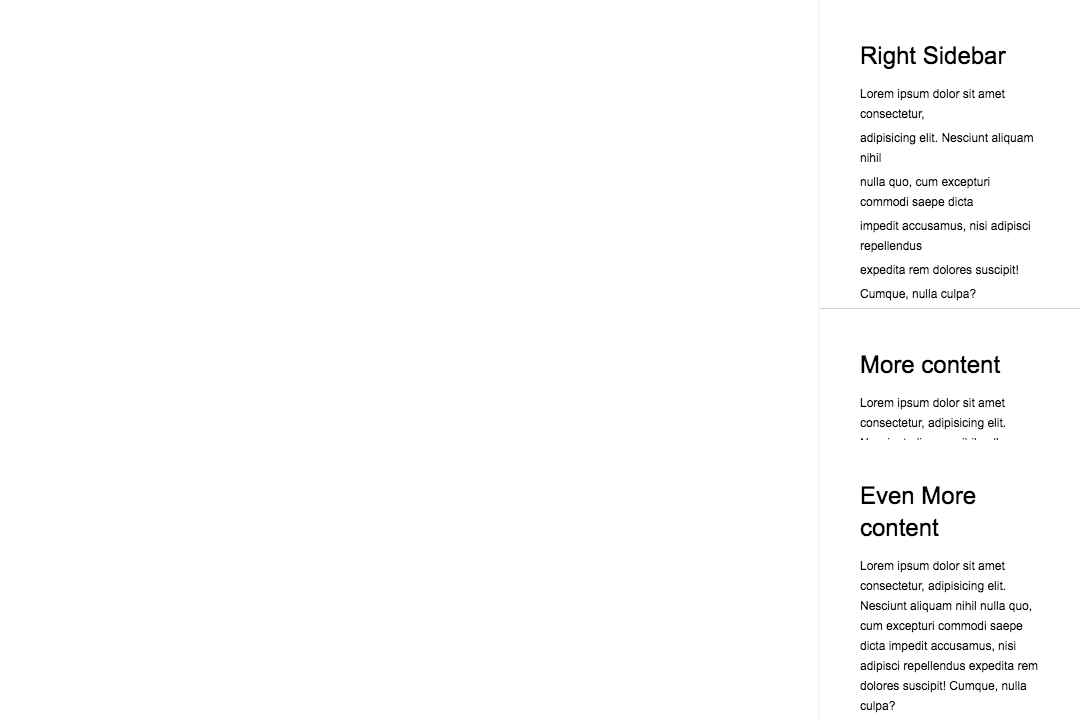 Right Sidebar
Lorem ipsum dolor sit amet
consectetur,
adipisicing elit. Nesciunt aliquam
nihil
nulla quo, cum excepturi
commodi saepe dicta
impedit accusamus, nisi adipisci
repellendus
expedita rem dolores suscipit!
Cumque, nulla culpa?
More content
Lorem ipsum dolor sit amet
consectetur, adipisicing elit.
Even More
content
Lorem ipsum dolor sit amet
consectetur, adipisicing elit.
Nesciunt aliquam nihil nulla quo,
cum excepturi commodi saepe
dicta impedit accusamus, nisi
adipisci repellendus expedita rem
dolores suscipit! Cumque, nulla
culpa?